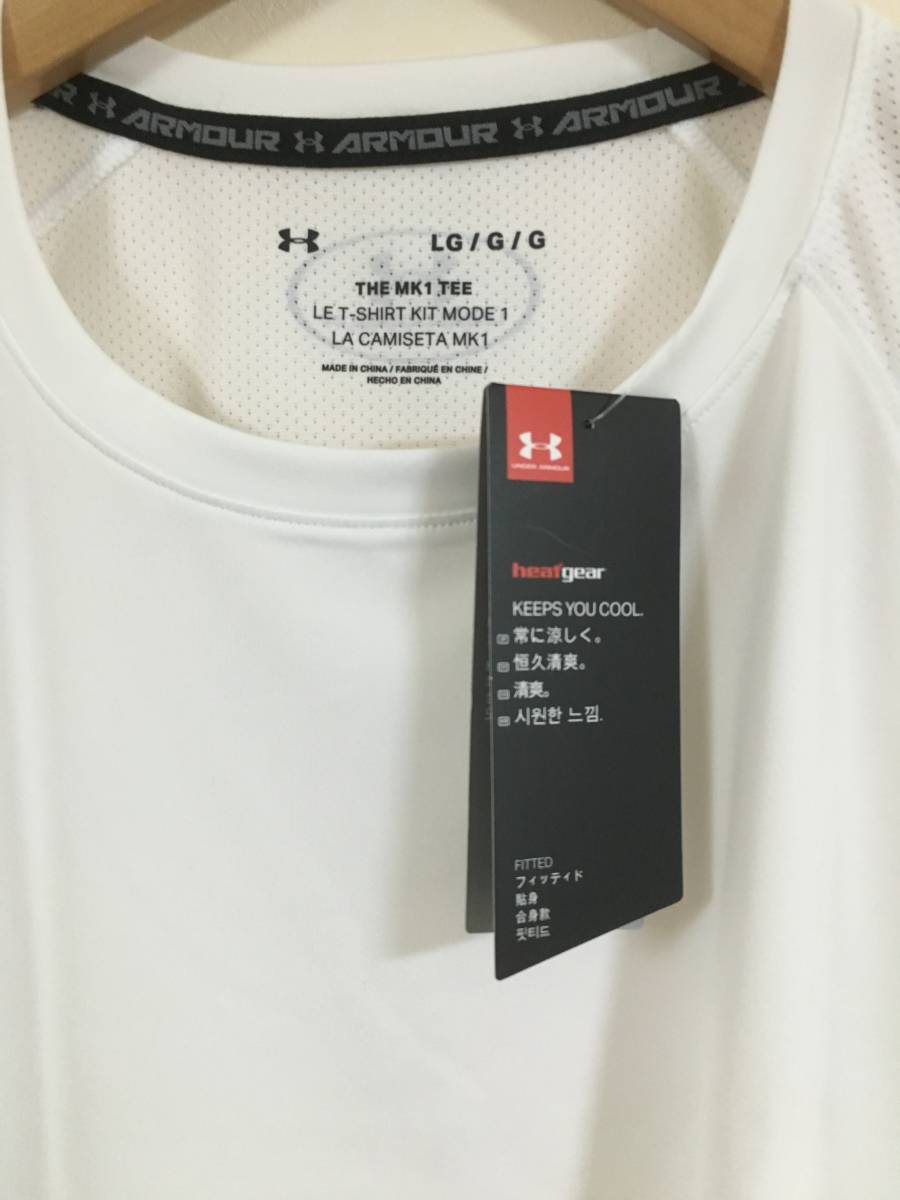 R ARMOUR ARMOUR ARMOUR
LG / G / G
THE MK1 TEE
LE T-SHIRT KIT MODE 1
LA CAMISETA MK1
MADE IN CHINA / FABRIQUÉ EN CHINE /
HECHO EN CHINA
UNDER ARMOUR
heatgear
KEEPS YOU COOL.
常に涼しく。
恒久清爽。
清爽。
시원한 느낌.
FITTED
フィッティド
贴身
合身款
핏티드